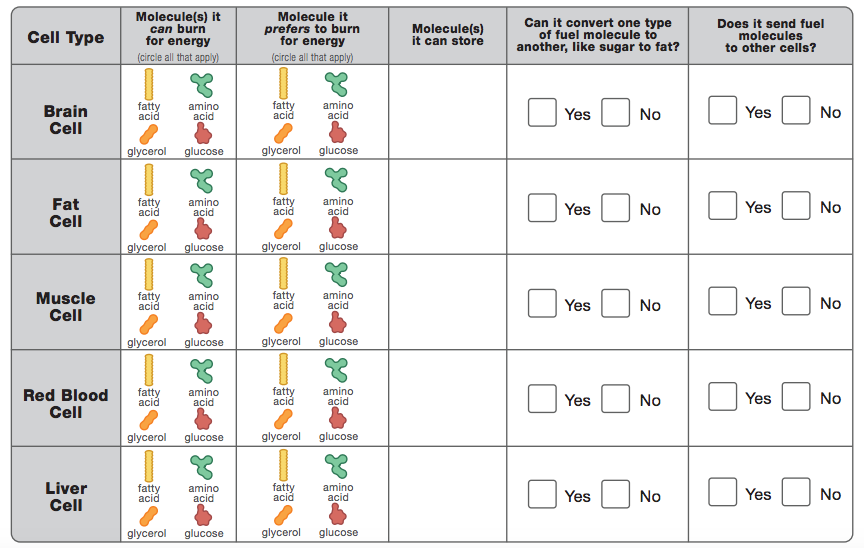 Cell Type
Molecule(s) it
can burn
for energy
(circle all that apply)
Molecule it
prefers to burn
for energy
(circle all that apply)
Molecule(s)
it can store
Can it convert one type
of fuel molecule to
another, like sugar to fat?
Does it send fuel
molecules
to other cells?
Brain
Cell
fatty
acid
amino
acid
glycerol
glucose
fatty
acid
amino
acid
glycerol
glucose
Yes
No
Yes
No
Fat
Cell
fatty
acid
amino
acid
glycerol
glucose
fatty
acid
amino
acid
glycerol
glucose
Yes
No
Yes
No
Muscle
Cell
fatty
acid
amino
acid
glycerol
glucose
fatty
acid
amino
acid
glycerol
glucose
Yes
No
Yes
No
Red Blood
Cell
fatty
acid
amino
acid
glycerol
glucose
fatty
acid
amino
acid
glycerol
glucose
Yes
No
Yes
No
Liver
Cell
fatty
acid
amino
acid
glycerol
glucose
fatty
acid
amino
acid
glycerol
glucose
Yes
No
Yes
No